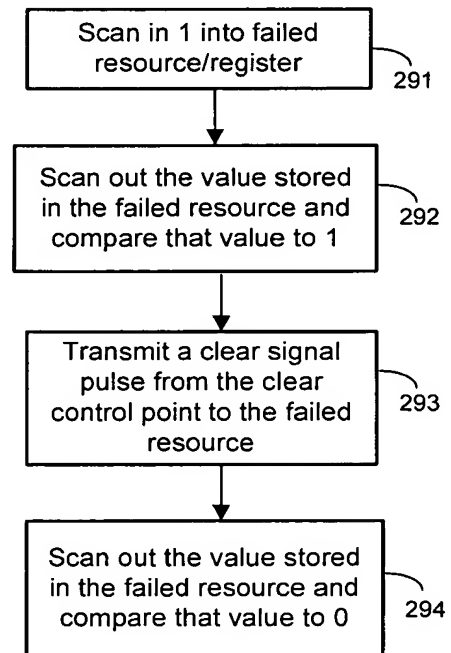 Scan in 1 into failed
resource/register
291
Scan out the value stored
in the failed resource and
compare that value to 1
292
Transmit a clear signal
pulse from the clear
control point to the failed
resource
293
Scan out the value stored
in the failed resource and
compare that value to 0
294